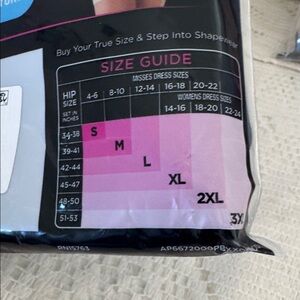 Buy Your True Size & Step Into Shapewear
SIZE GUIDE
MISSES DRESS SIZES
HIP SIZE 4-6 8-10 12-14 16-18 20-22
WOMENS DRESS SIZES
SET IN INCHES 14-16 18-20 22-24
34-38 S
39-41 M
42-44 L
45-47 XL
48-50 2XL
51-53 3X
RN15763